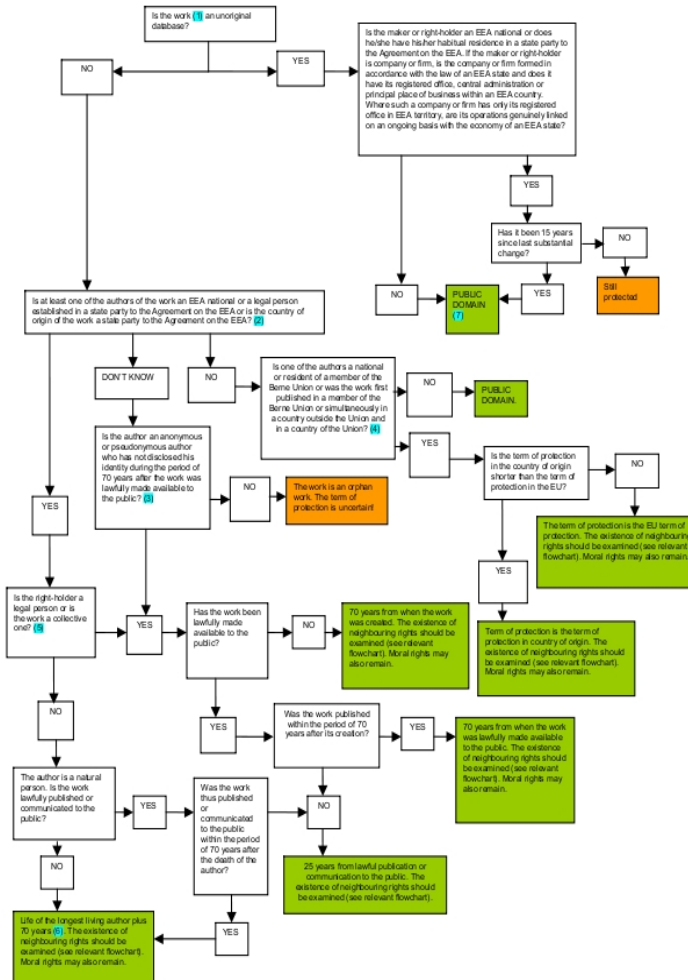 Is the work (1) an unoriginal
database?
NO
YES
Is the maker or right-holder an EEA national or does
he/she have his/her habitual residence in a state party to
the Agreement on the EEA. If the maker or right-holder
is company or firm, is the company or firm formed in
accordance with the law of an EEA state and does it
have its registered office, central administration or
principal place of business within an EEA country.
Where such a company or firm has only its registered
office in EEA territory, are its operations genuinely linked
on an ongoing basis with the economy of an EEA state?
YES
Has it been 15 years
since last substantial
change?
NO
NO
PUBLIC
DOMAIN
(7)
YES
Still
protected
Is at least one of the authors of the work an EEA national or a legal person
established in a state party to the Agreement on the EEA or is the country of
origin of the work a state party to the Agreement on the EEA? (2)
DON'T KNOW
NO
Is one of the authors a national
or resident of a member of the
Berne Union or was the work first
published in a member of the
Berne Union or simultaneously in
a country outside the Union and
in a country of the Union? (4)
NO
PUBLIC
DOMAIN.
YES
Is the author an anonymous
or pseudonymous author
who has not disclosed his
identity during the period of
70 years after the work was
lawfully made available to
the public? (3)
NO
The work is an orphan
work. The term of
protection is uncertain!
Is the term of protection
in the country of origin
shorter than the term of
protection in the EU?
NO
The term of protection is the EU term of
protection. The existence of neighbouring
rights should be examined (see relevant
flowchart). Moral rights may also remain.
YES
YES
Is the right-holder a
legal person or is
the work a collective
one? (5)
YES
Has the work been
lawfully made
available to the
public?
NO
70 years from when the work
was created. The existence of
neighbouring rights should be
examined (see relevant
flowchart). Moral rights may
also remain.
Term of protection is the term of
protection in country of origin. The
existence of neighbouring rights should
be examined (see relevant flowchart).
Moral rights may also remain.
NO
YES
Was the work published
within the period of 70
years after its creation?
YES
70 years from when the work
was lawfully made available
to the public. The existence
of neighbouring rights should
be examined (see relevant
flowchart). Moral rights may
also remain.
The author is a natural
person. Is the work
lawfully published or
communicated to the
public?
YES
Was the work
thus published
or
communicated
to the public
within the period
of 70 years after
the death of the
author?
NO
NO
25 years from lawful publication or
communication to the public. The
existence of neighbouring rights should
be examined (see relevant flowchart).
YES
Life of the longest living author plus
70 years (6). The existence of
neighbouring rights should be
examined (see relevant flowchart).
Moral rights may also remain.